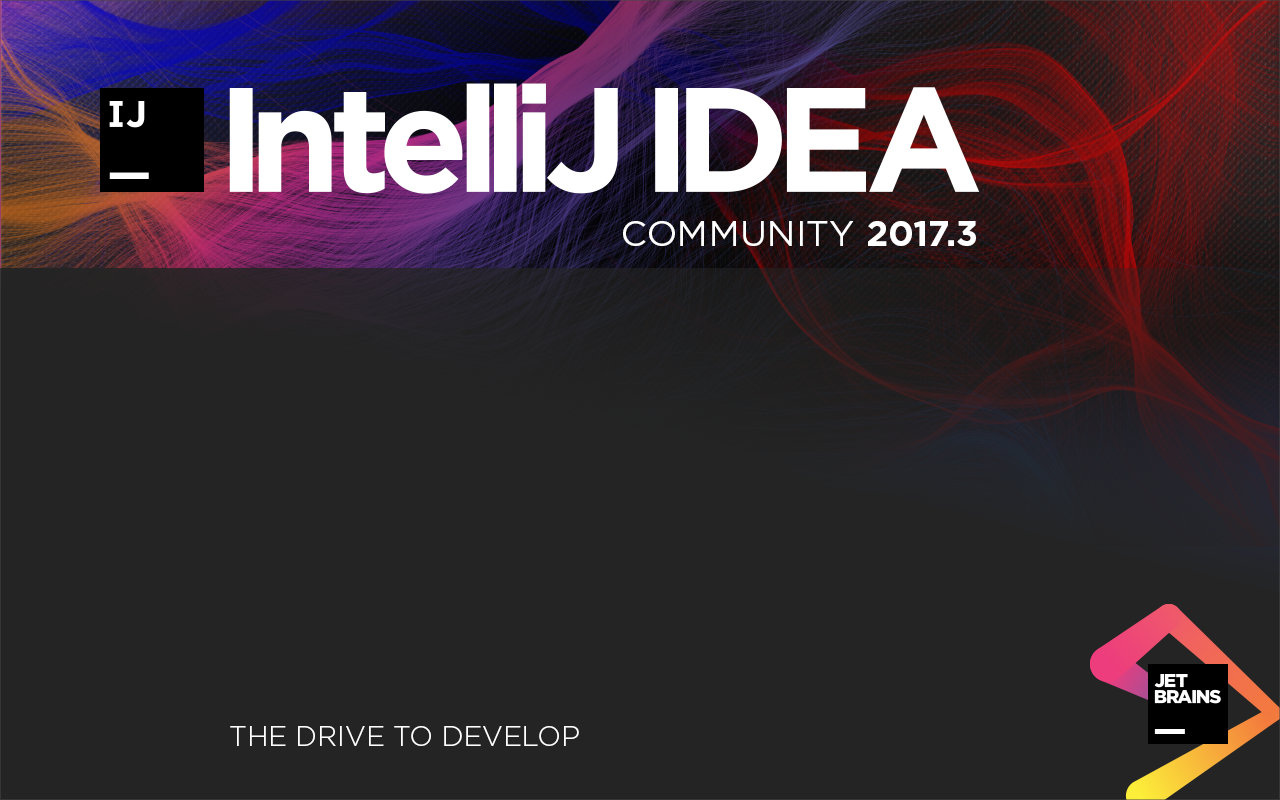 IJ
IntelliJ IDEA
COMMUNITY 2017.3
JET
BRAINS
THE DRIVE TO DEVELOP